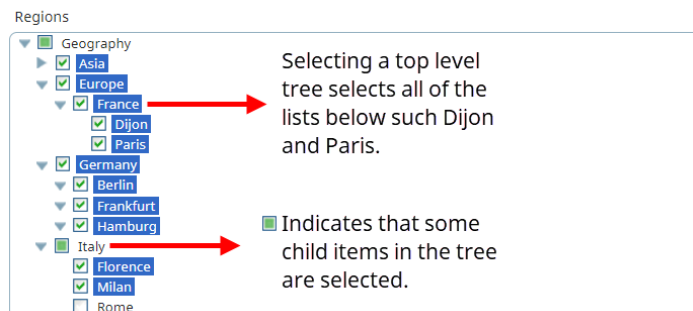 Regions
Geography
Asia
Europe
France
Dijon
Paris
Germany
Berlin
Frankfurt
Hamburg
Italy
Florence
Milan
Rome
Selecting a top level
tree selects all of the
lists below such Dijon
and Paris.
Indicates that some
child items in the tree
are selected.